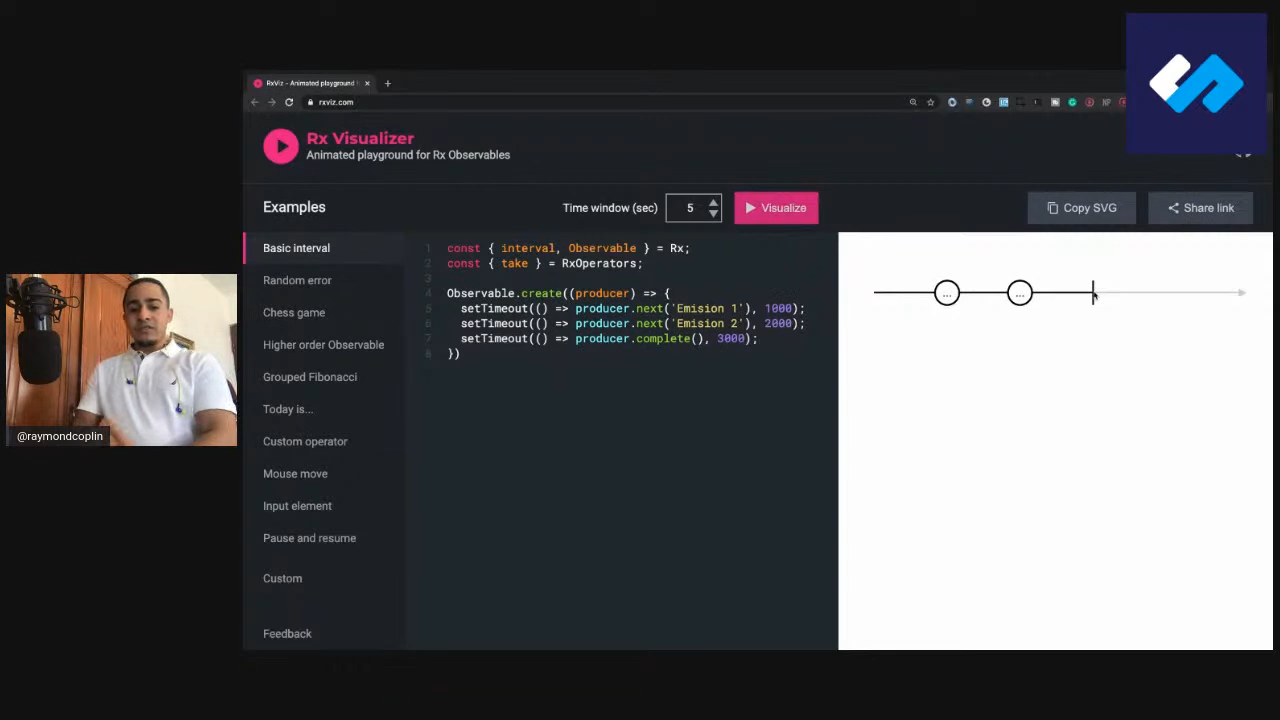 RxViz - Animated playground f
rxviz.com
Rx Visualizer
Animated playground for Rx Observables
Examples
Time window (sec)
5
Visualize
Copy SVG
Share link
Basic interval
Random error
Chess game
Higher order Observable
Grouped Fibonacci
Today is...
Custom operator
Mouse move
Input element
Pause and resume
Custom
Feedback
1 const { interval, Observable } = Rx;
2 const { take } = RxOperators;
3
4 Observable.create((producer) => {
5 setTimeout(() => producer.next('Emision 1'), 1000);
6 setTimeout(() => producer.next('Emision 2'), 2000);
7 setTimeout(() => producer.complete(), 3000);
8 })
...
...
@raymondcoplin